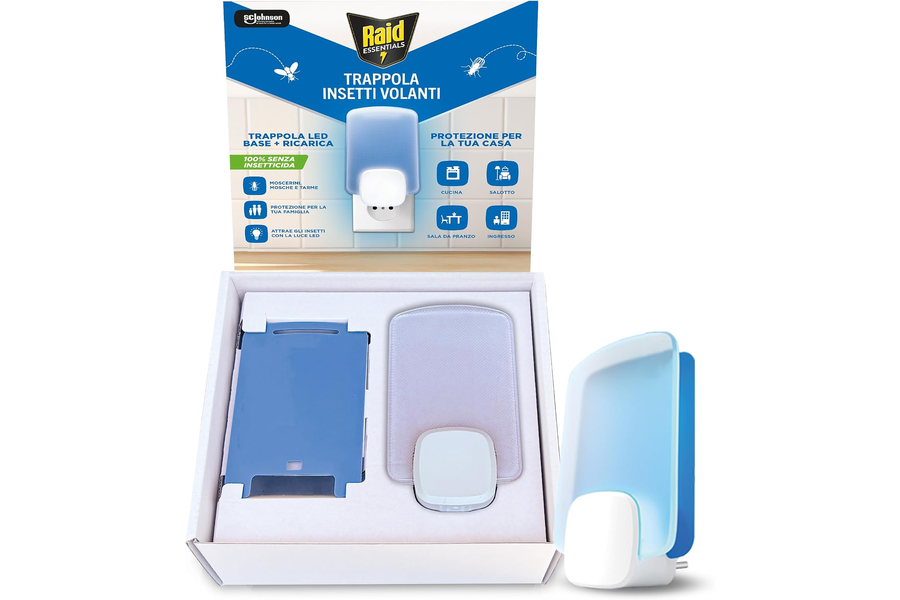 SC Johnson
Raid
ESSENTIALS
TRAPPOLA
INSETTI VOLANTI
TRAPPOLA LED
BASE + RICARICA
100% SENZA
INSETTICIDA
MOSCERINI,
MOSCHE E TARME
PROTEZIONE PER LA
TUA FAMIGLIA
ATTRAE GLI INSETTI
CON LA LUCE LED
PROTEZIONE PER
LA TUA CASA
CUCINA
SALOTTO
SALA DA PRANZO
INGRESSO